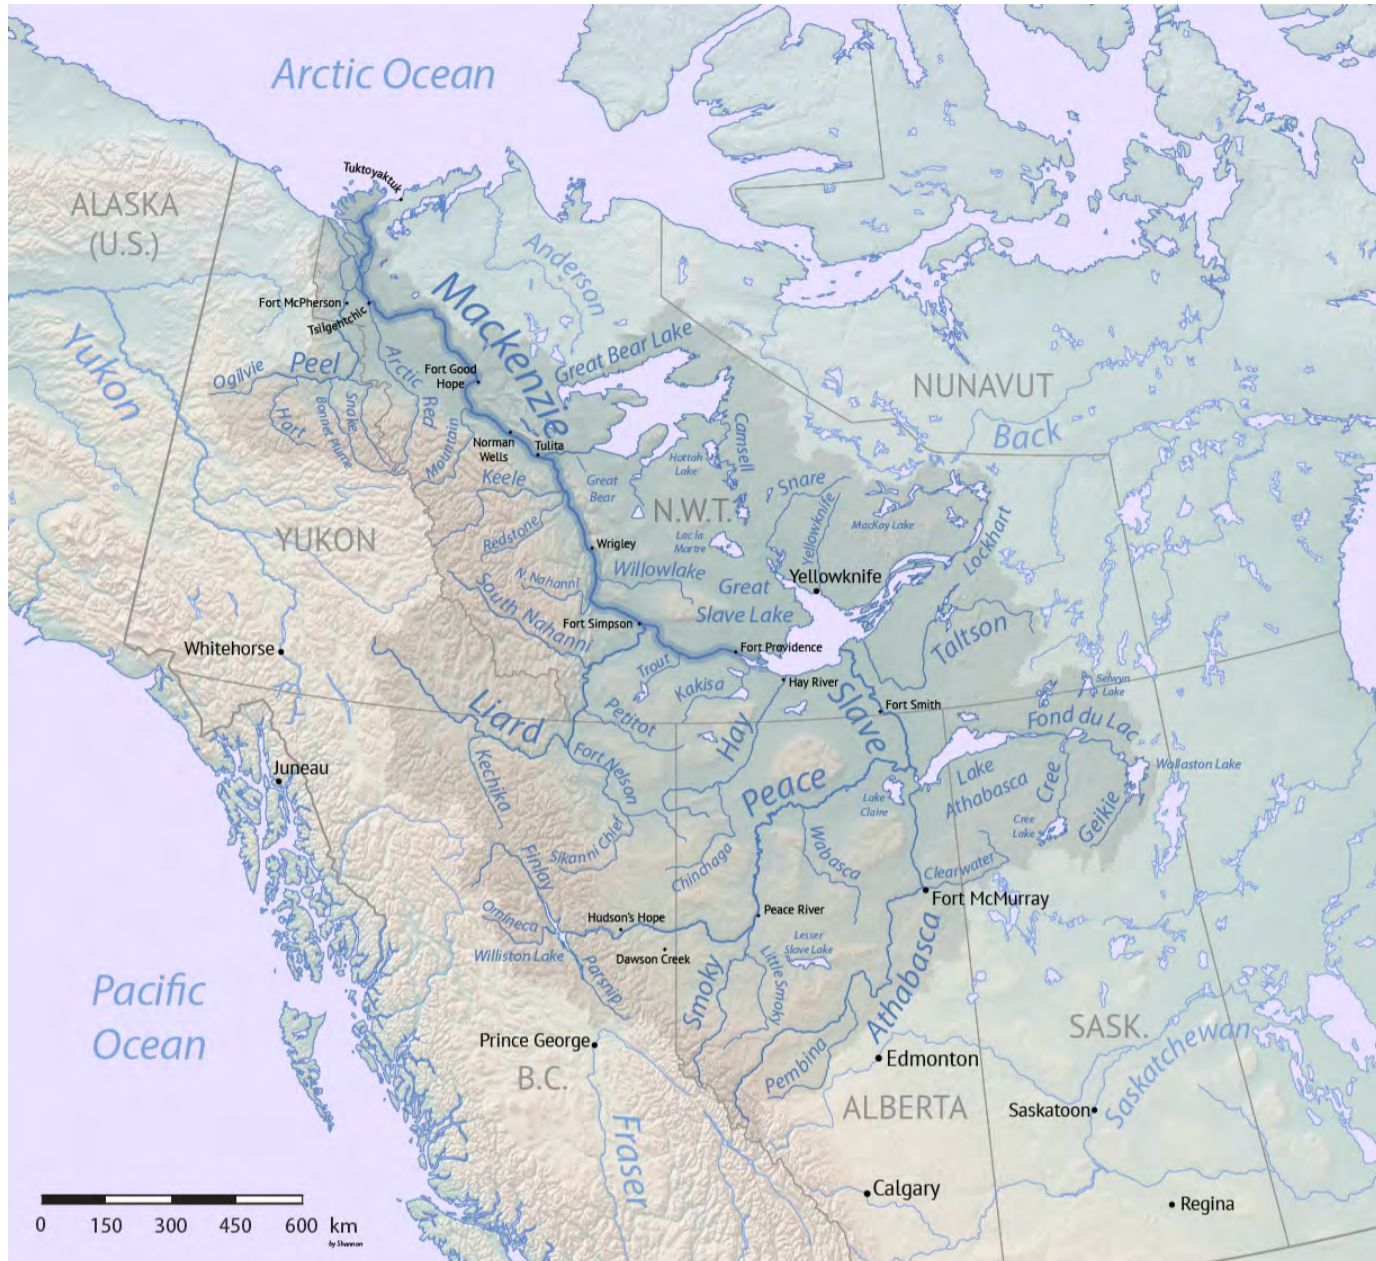 Arctic Ocean
Tuktoyaktuk
ALASKA
(U.S.)
Anderson
Mackenzie
Fort McPherson
Tsiigehtchic
Yukon
Great Bear Lake
Peel
Ogilvie
Arctic
Red
Fort Good
Hope
NUNAVUT
Hart
Bonnet Plume
Snake
Mountain
Norman
Wells
Tulita
Camsell
Back
Hottah
Lake
Keele
Great
Bear
Snare
N.W.T.
Yellowknife
MacKay Lake
Lockhart
YUKON
Redstone
Wrigley
Lac la
Martre
Willowlake
Great
Slave Lake
Yellowknife
N. Nahanni
South Nahanni
Fort Simpson
Taltson
Whitehorse
Fort Providence
Trout
Kakisa
Hay River
Selwyn
Lake
Liard
Petitot
Hay
Slave
Fort Smith
Fond du Lac
Juneau
Kechika
Fort Nelson
Peace
Lake
Athabasca
Wollaston Lake
Lake
Claire
Cree
Cree
Lake
Geikie
Sikanni Chief
Finlay
Chinchaga
Wabasca
Clearwater
Fort McMurray
Omineca
Hudson's Hope
Peace River
Williston Lake
Dawson Creek
Lesser
Slave Lake
Parsnip
Smoky
Little Smoky
Athabasca
Pacific
Ocean
Prince George
B.C.
Pembina
Edmonton
SASK.
ALBERTA
Saskatoon
Saskatchewan
Fraser
Calgary
Regina
0 150 300 450 600 km
by Shannon